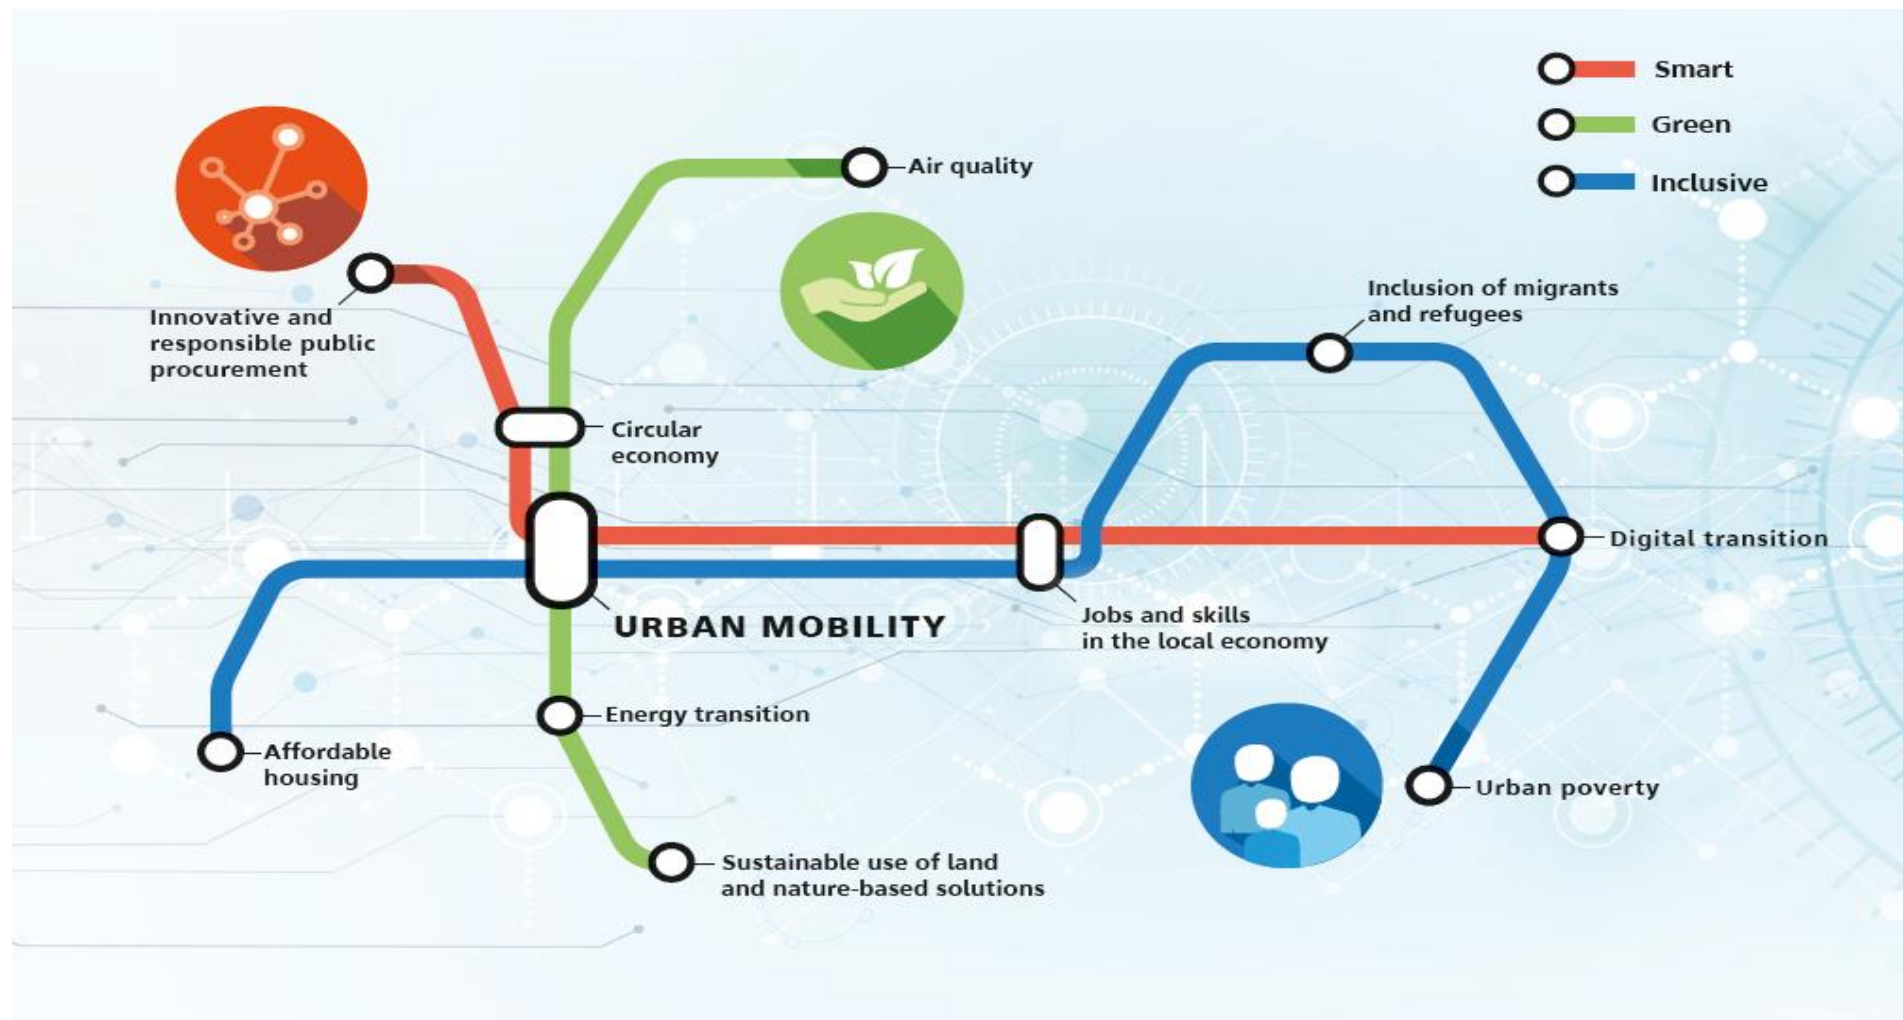 Smart
Green
Inclusive
Air quality
Innovative and
responsible public
procurement
Inclusion of migrants
and refugees
Circular
economy
Digital transition
URBAN MOBILITY
Jobs and skills
in the local economy
Energy transition
Affordable
housing
Urban poverty
Sustainable use of land
and nature-based solutions